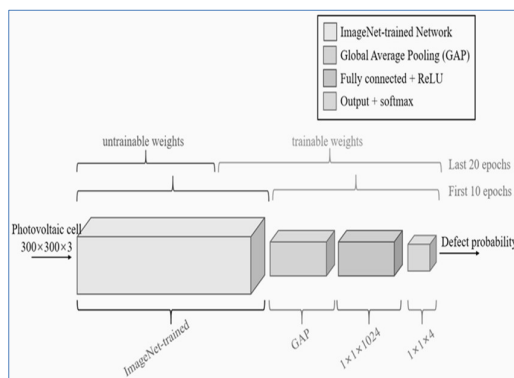 ImageNet-trained Network
Global Average Pooling (GAP)
Fully connected + ReLU
Output + softmax
untrainable weights
trainable weights
Last 20 epochs
First 10 epochs
Photovoltaic cell
300×300×3
Defect probability
ImageNet-trained
GAP
1×1×1024
1×1×4